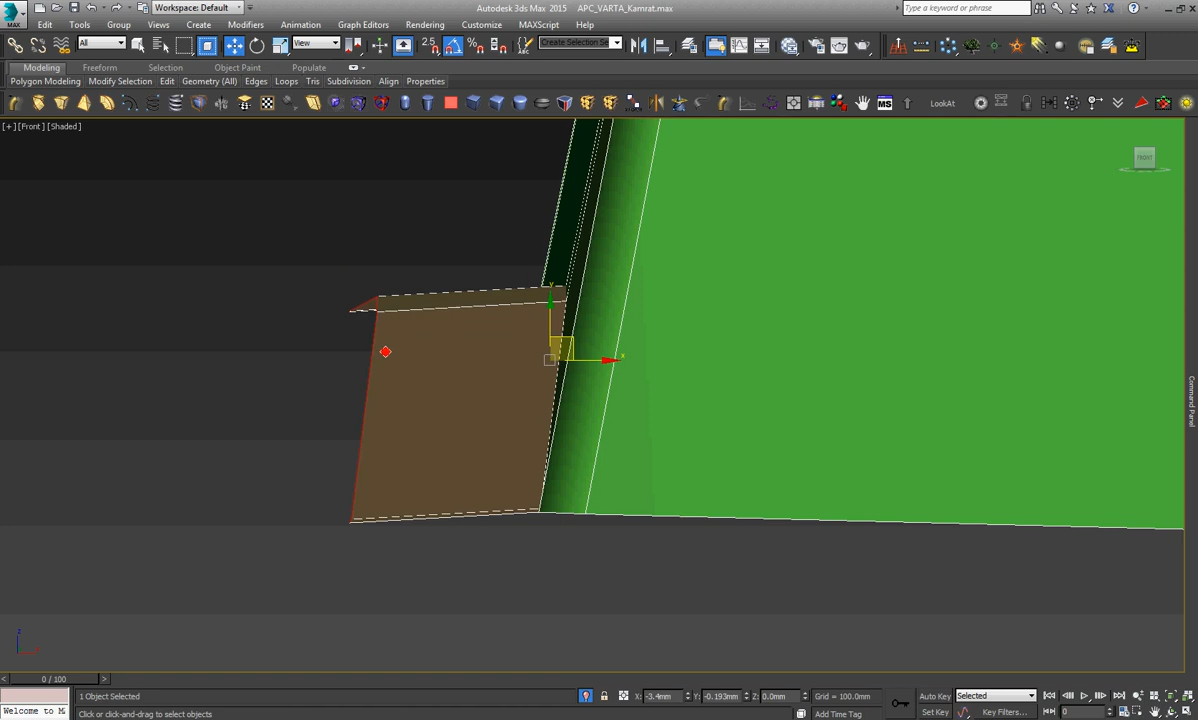 Workspace: Default
Autodesk 3ds Max 2015   APC_VARTA_Kamrat.max
Type a keyword or phrase
MAX
Edit Tools Group Views Create Modifiers Animation Graph Editors Rendering Customize MAXScript Help
All View 2.5 Create Selection Se
Modeling Freeform Selection Object Paint Populate
Polygon Modeling Modify Selection Edit Geometry (All) Edges Loops Tris Subdivision Align Properties
MS LookAt
[+] [Front] [Shaded]
FRONT
y
x
Command Panel
z
0 / 100
1 Object Selected X: -3.4mm Y: -0.193mm Z: 0.0mm Grid = 100.0mm Auto Key Selected
Welcome to M Click or click-and-drag to select objects Add Time Tag Set Key Key Filters... 0